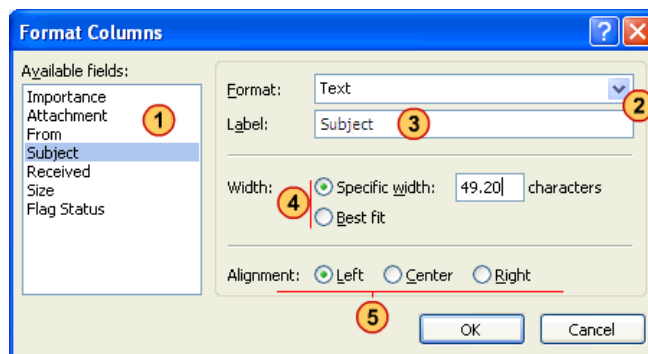 Format Columns
?
Available fields:
Importance
Attachment
From
Subject
Received
Size
Flag Status
1
Format: Text
2
Label: Subject 3
Width: 4 Specific width: 49.20 characters
Best fit
Alignment: Left Center Right
5
OK Cancel